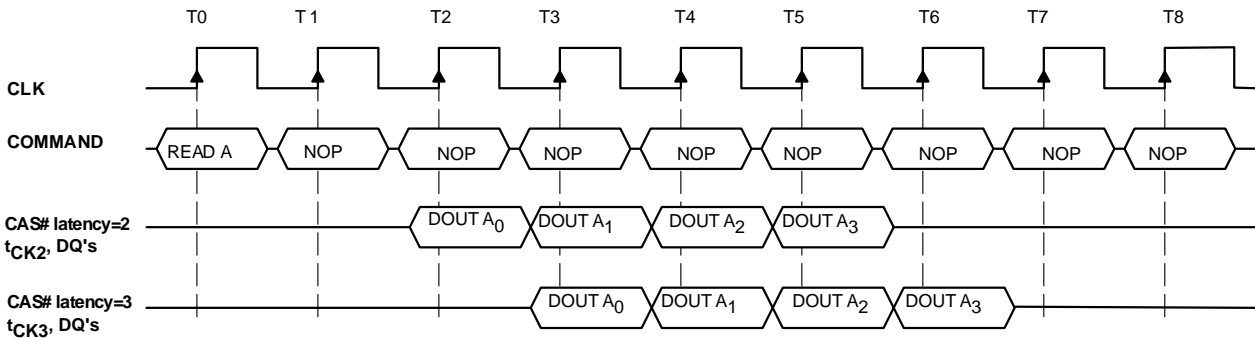 T0 T1 T2 T3 T4 T5 T6 T7 T8
CLK
COMMAND READ A NOP NOP NOP NOP NOP NOP NOP NOP
CAS# latency=2 DOUT A0 DOUT A1 DOUT A2 DOUT A3
tCK2, DQ's
CAS# latency=3 DOUT A0 DOUT A1 DOUT A2 DOUT A3
tCK3, DQ's